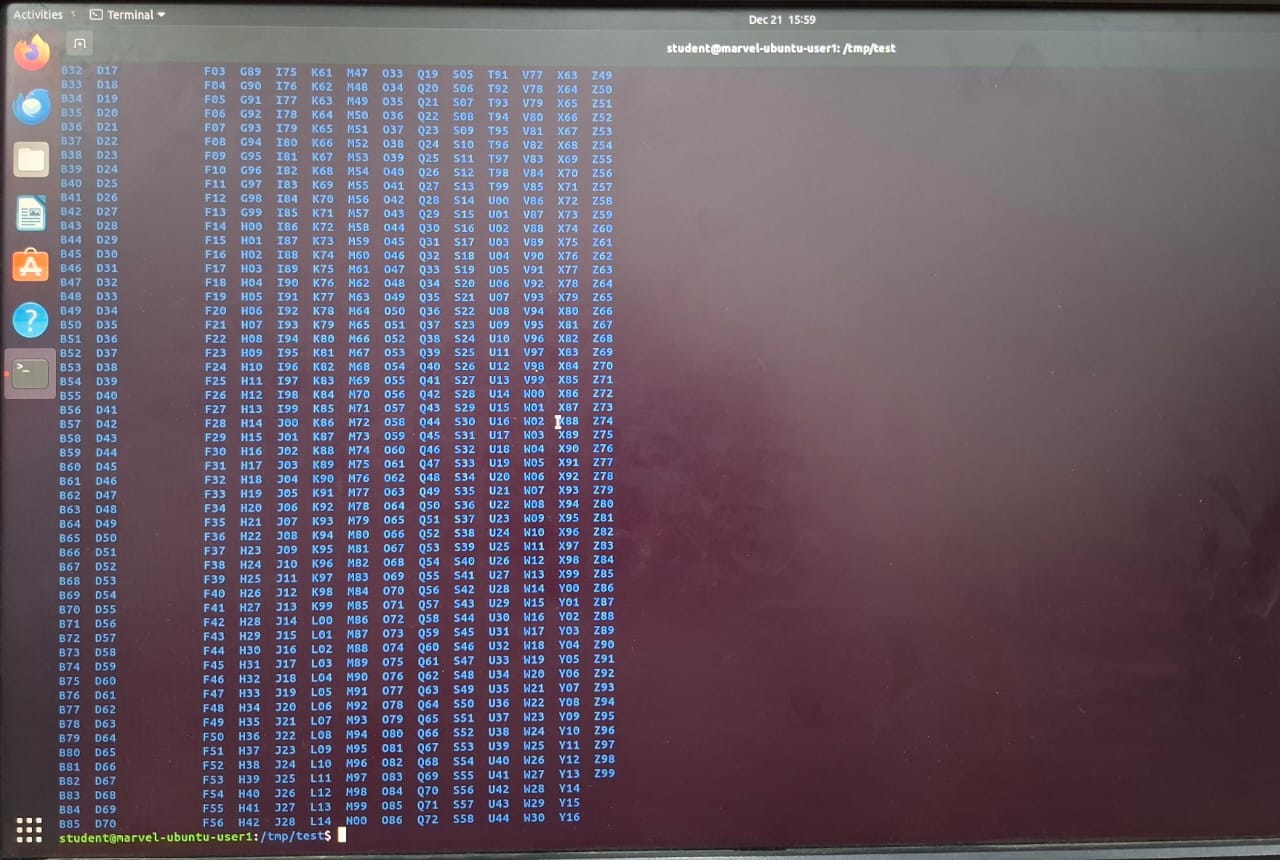 Activities Terminal Dec 21 15:59
student@marvel-ubuntu-user1: /tmp/test
B32 D17 F03 G89 I75 K61 M47 O33 Q19 S05 T91 V77 X63 Z49
B33 D18 F04 G90 I76 K62 M48 O34 Q20 S06 T92 V78 X64 Z50
B34 D19 F05 G91 I77 K63 M49 O35 Q21 S07 T93 V79 X65 Z51
B35 D20 F06 G92 I78 K64 M50 O36 Q22 S08 T94 V80 X66 Z52
B36 D21 F07 G93 I79 K65 M51 O37 Q23 S09 T95 V81 X67 Z53
B37 D22 F08 G94 I80 K66 M52 O38 Q24 S10 T96 V82 X68 Z54
B38 D23 F09 G95 I81 K67 M53 O39 Q25 S11 T97 V83 X69 Z55
B39 D24 F10 G96 I82 K68 M54 O40 Q26 S12 T98 V84 X70 Z56
B40 D25 F11 G97 I83 K69 M55 O41 Q27 S13 T99 V85 X71 Z57
B41 D26 F12 G98 I84 K70 M56 O42 Q28 S14 U00 V86 X72 Z58
B42 D27 F13 G99 I85 K71 M57 O43 Q29 S15 U01 V87 X73 Z59
B43 D28 F14 H00 I86 K72 M58 O44 Q30 S16 U02 V88 X74 Z60
B44 D29 F15 H01 I87 K73 M59 O45 Q31 S17 U03 V89 X75 Z61
B45 D30 F16 H02 I88 K74 M60 O46 Q32 S18 U04 V90 X76 Z62
B46 D31 F17 H03 I89 K75 M61 O47 Q33 S19 U05 V91 X77 Z63
B47 D32 F18 H04 I90 K76 M62 O48 Q34 S20 U06 V92 X78 Z64
B48 D33 F19 H05 I91 K77 M63 O49 Q35 S21 U07 V93 X79 Z65
B49 D34 F20 H06 I92 K78 M64 O50 Q36 S22 U08 V94 X80 Z66
B50 D35 F21 H07 I93 K79 M65 O51 Q37 S23 U09 V95 X81 Z67
B51 D36 F22 H08 I94 K80 M66 O52 Q38 S24 U10 V96 X82 Z68
B52 D37 F23 H09 I95 K81 M67 O53 Q39 S25 U11 V97 X83 Z69
B53 D38 F24 H10 I96 K82 M68 O54 Q40 S26 U12 V98 X84 Z70
B54 D39 F25 H11 I97 K83 M69 O55 Q41 S27 U13 V99 X85 Z71
B55 D40 F26 H12 I98 K84 M70 O56 Q42 S28 U14 W00 X86 Z72
B56 D41 F27 H13 I99 K85 M71 O57 Q43 S29 U15 W01 X87 Z73
B57 D42 F28 H14 J00 K86 M72 O58 Q44 S30 U16 W02 X88 Z74
B58 D43 F29 H15 J01 K87 M73 O59 Q45 S31 U17 W03 X89 Z75
B59 D44 F30 H16 J02 K88 M74 O60 Q46 S32 U18 W04 X90 Z76
B60 D45 F31 H17 J03 K89 M75 O61 Q47 S33 U19 W05 X91 Z77
B61 D46 F32 H18 J04 K90 M76 O62 Q48 S34 U20 W06 X92 Z78
B62 D47 F33 H19 J05 K91 M77 O63 Q49 S35 U21 W07 X93 Z79
B63 D48 F34 H20 J06 K92 M78 O64 Q50 S36 U22 W08 X94 Z80
B64 D49 F35 H21 J07 K93 M79 O65 Q51 S37 U23 W09 X95 Z81
B65 D50 F36 H22 J08 K94 M80 O66 Q52 S38 U24 W10 X96 Z82
B66 D51 F37 H23 J09 K95 M81 O67 Q53 S39 U25 W11 X97 Z83
B67 D52 F38 H24 J10 K96 M82 O68 Q54 S40 U26 W12 X98 Z84
B68 D53 F39 H25 J11 K97 M83 O69 Q55 S41 U27 W13 X99 Z85
B69 D54 F40 H26 J12 K98 M84 O70 Q56 S42 U28 W14 Y00 Z86
B70 D55 F41 H27 J13 K99 M85 O71 Q57 S43 U29 W15 Y01 Z87
B71 D56 F42 H28 J14 L00 M86 O72 Q58 S44 U30 W16 Y02 Z88
B72 D57 F43 H29 J15 L01 M87 O73 Q59 S45 U31 W17 Y03 Z89
B73 D58 F44 H30 J16 L02 M88 O74 Q60 S46 U32 W18 Y04 Z90
B74 D59 F45 H31 J17 L03 M89 O75 Q61 S47 U33 W19 Y05 Z91
B75 D60 F46 H32 J18 L04 M90 O76 Q62 S48 U34 W20 Y06 Z92
B76 D61 F47 H33 J19 L05 M91 O77 Q63 S49 U35 W21 Y07 Z93
B77 D62 F48 H34 J20 L06 M92 O78 Q64 S50 U36 W22 Y08 Z94
B78 D63 F49 H35 J21 L07 M93 O79 Q65 S51 U37 W23 Y09 Z95
B79 D64 F50 H36 J22 L08 M94 O80 Q66 S52 U38 W24 Y10 Z96
B80 D65 F51 H37 J23 L09 M95 O81 Q67 S53 U39 W25 Y11 Z97
B81 D66 F52 H38 J24 L10 M96 O82 Q68 S54 U40 W26 Y12 Z98
B82 D67 F53 H39 J25 L11 M97 O83 Q69 S55 U41 W27 Y13 Z99
B83 D68 F54 H40 J26 L12 M98 O84 Q70 S56 U42 W28 Y14
B84 D69 F55 H41 J27 L13 M99 O85 Q71 S57 U43 W29 Y15
B85 D70 F56 H42 J28 L14 N00 O86 Q72 S58 U44 W30 Y16
student@marvel-ubuntu-user1:/tmp/test$